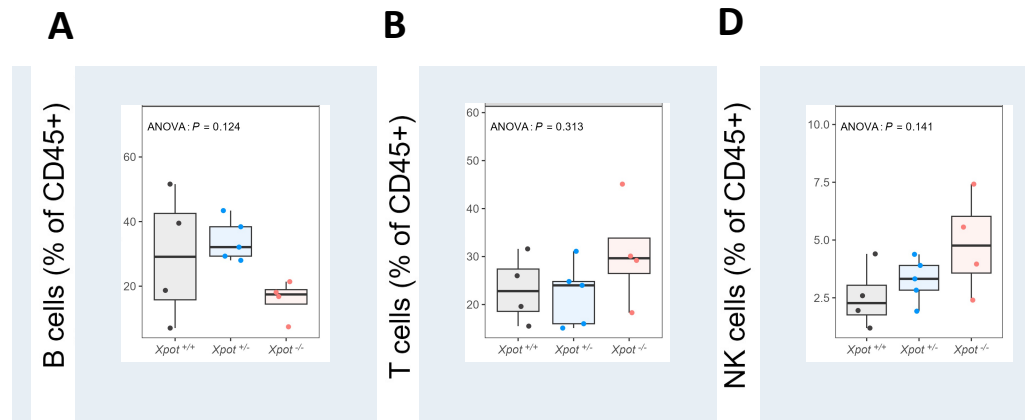 A
B cells (% of CD45+)
ANOVA: P = 0.124
60
40
20
Xpot +/+
Xpot +/-
Xpot -/-
B
T cells (% of CD45+)
ANOVA: P = 0.313
60
50
40
30
20
Xpot +/+
Xpot +/-
Xpot -/-
D
NK cells (% of CD45+)
ANOVA: P = 0.141
10.0
7.5
5.0
2.5
Xpot +/+
Xpot +/-
Xpot -/-